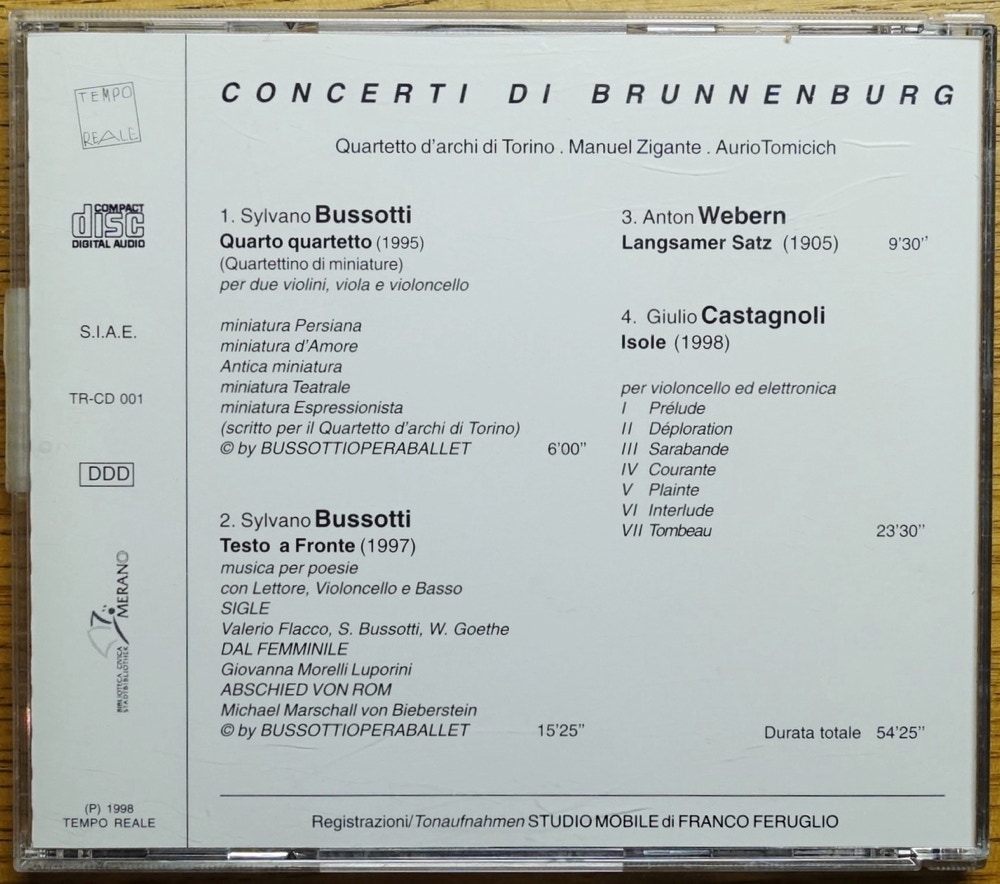 TEMPO
REALE
COMPACT
disc
DIGITAL AUDIO
S.I.A.E.
TR-CD 001
DDD
MERANO
BIBLIOTECA CIVICA
STADTBIBLIOTHEK
(P) 1998
TEMPO REALE
CONCERTI DI BRUNNENBURG
Quartetto d'archi di Torino . Manuel Zigante . AurioTomicich
1. Sylvano Bussotti
Quarto quartetto (1995)
(Quartettino di miniature)
per due violini, viola e violoncello
miniatura Persiana
miniatura d'Amore
Antica miniatura
miniatura Teatrale
miniatura Espressionista
(scritto per il Quartetto d'archi di Torino)
© by BUSSOTTIOPERABALLET 6'00"
2. Sylvano Bussotti
Testo a Fronte (1997)
musica per poesie
con Lettore, Violoncello e Basso
SIGLE
Valerio Flacco, S. Bussotti, W. Goethe
DAL FEMMINILE
Giovanna Morelli Luporini
ABSCHIED VON ROM
Michael Marschall von Bieberstein
© by BUSSOTTIOPERABALLET 15'25"
3. Anton Webern
Langsamer Satz (1905) 9'30"
4. Giulio Castagnoli
Isole (1998)
per violoncello ed elettronica
I Prélude
II Déploration
III Sarabande
IV Courante
V Plainte
VI Interlude
VII Tombeau 23'30"
Durata totale 54'25"
Registrazioni/Tonaufnahmen STUDIO MOBILE di FRANCO FERUGLIO